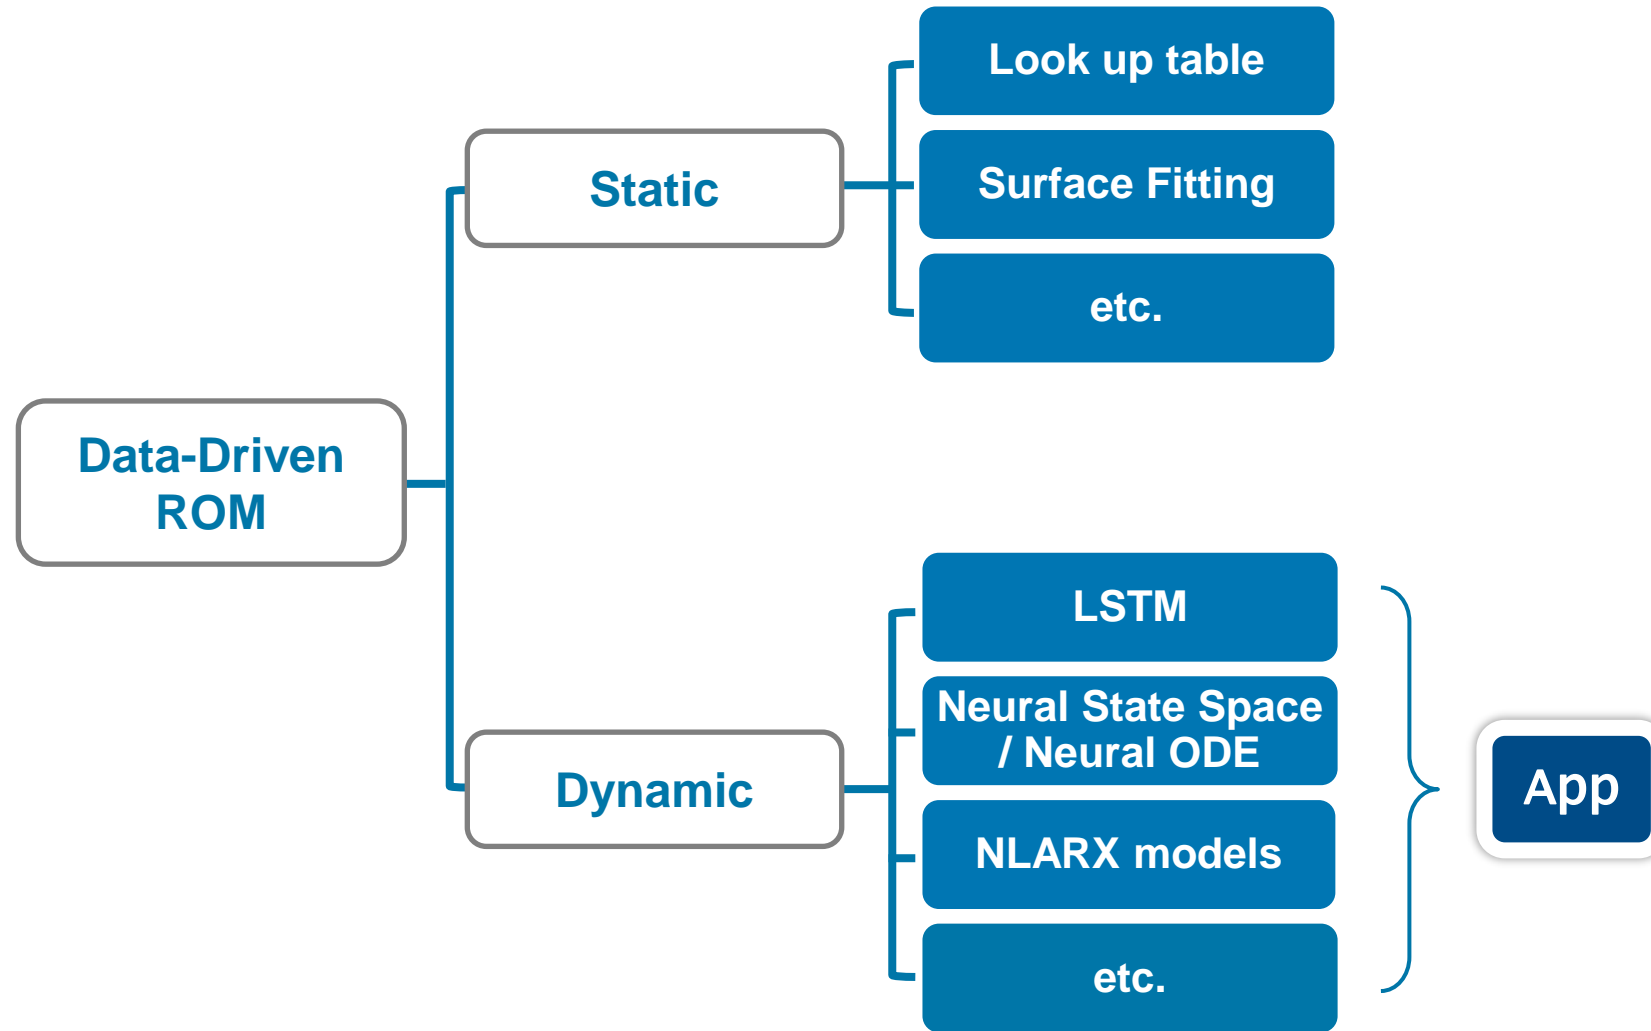 Data-Driven
ROM
Static
Look up table
Surface Fitting
etc.
Dynamic
LSTM
Neural State Space
/ Neural ODE
NLARX models
etc.
App